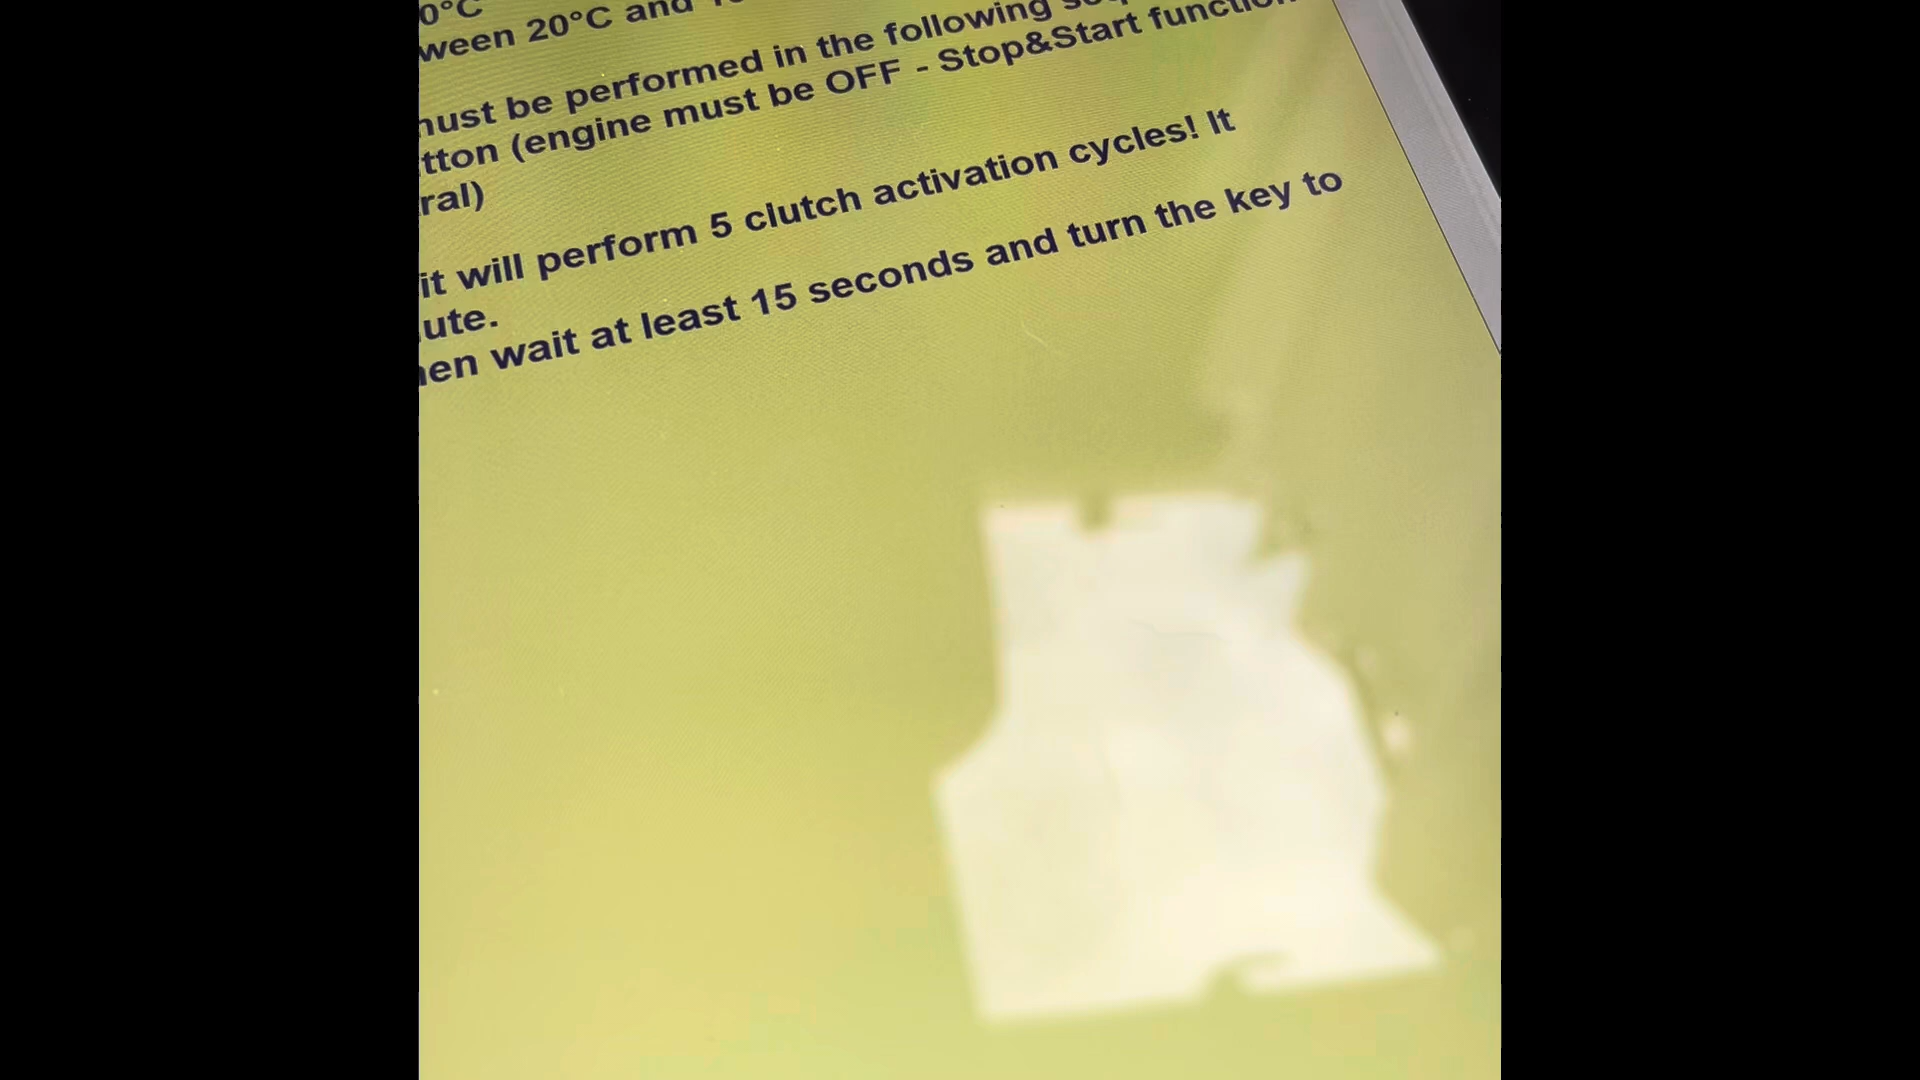 0°C
ween 20°C and
must be performed in the following
tton (engine must be OFF - Stop&Start function
ral)
it will perform 5 clutch activation cycles! It
ute.
hen wait at least 15 seconds and turn the key to